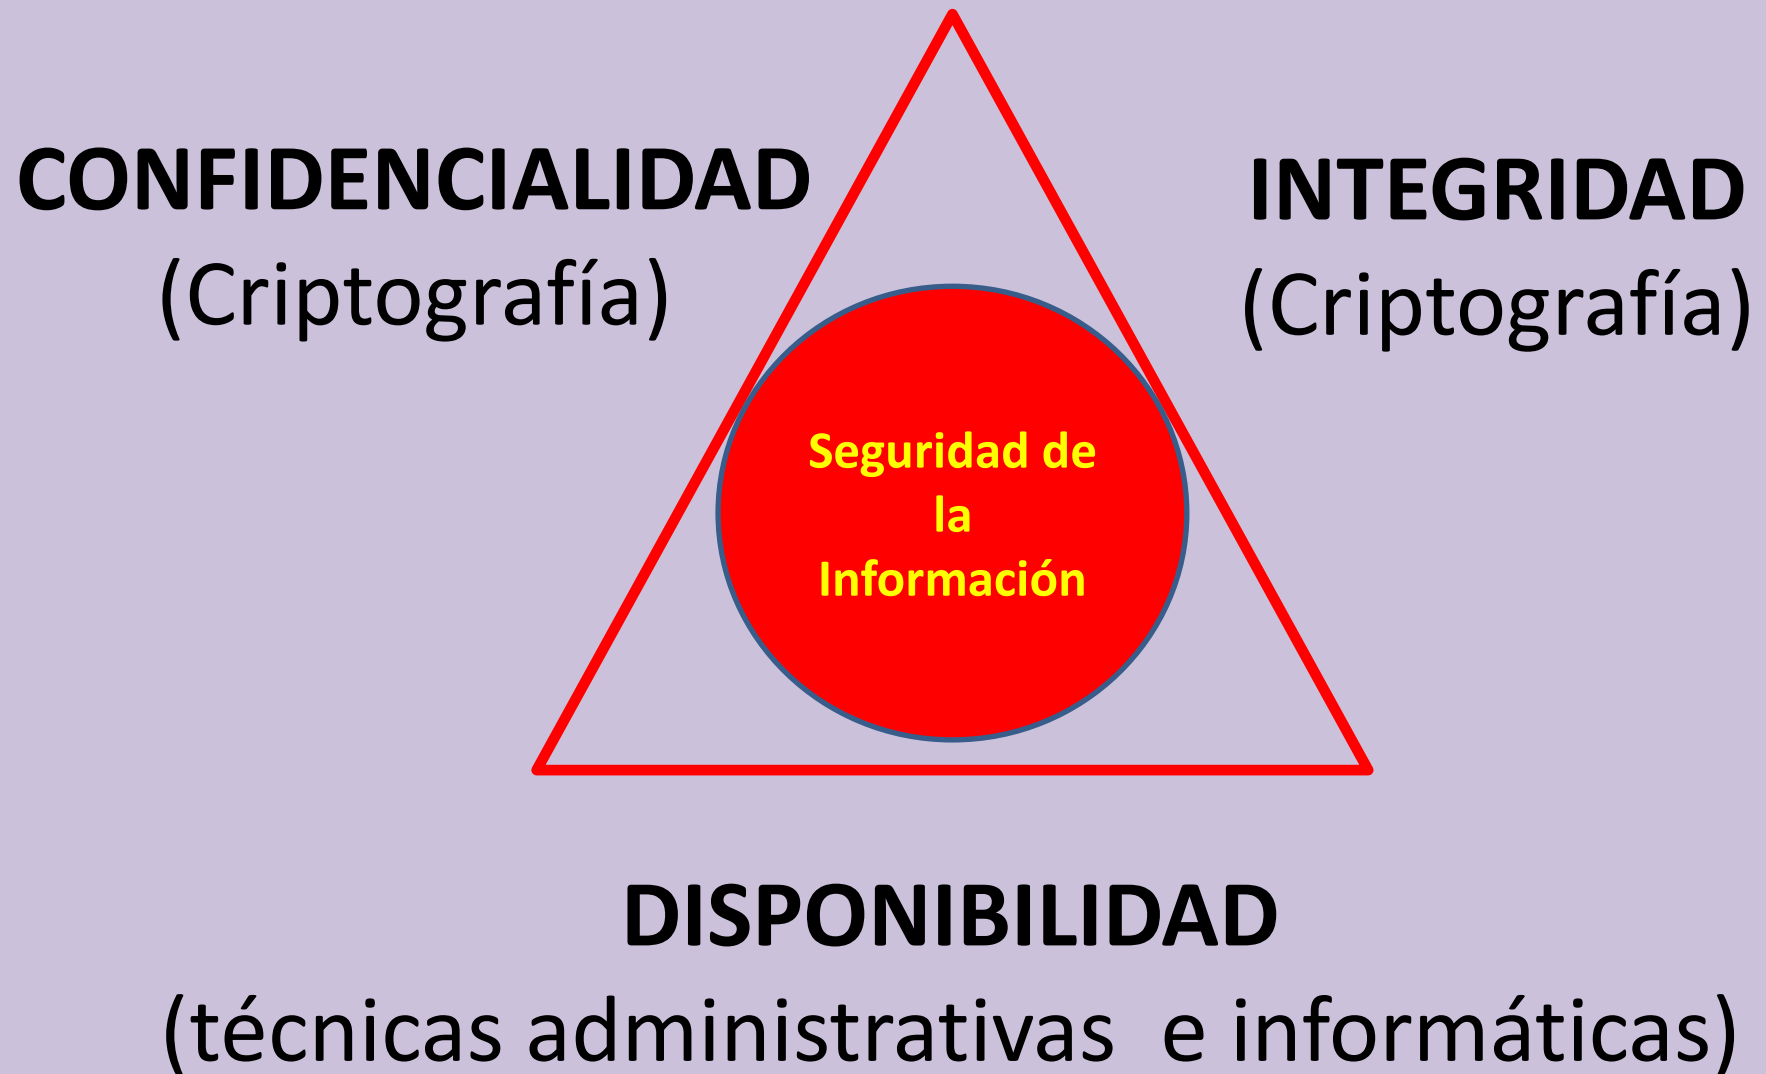 CONFIDENCIALIDAD
(Criptografía)
INTEGRIDAD
(Criptografía)
Seguridad de
la
Información
DISPONIBILIDAD
(técnicas administrativas  e informáticas)